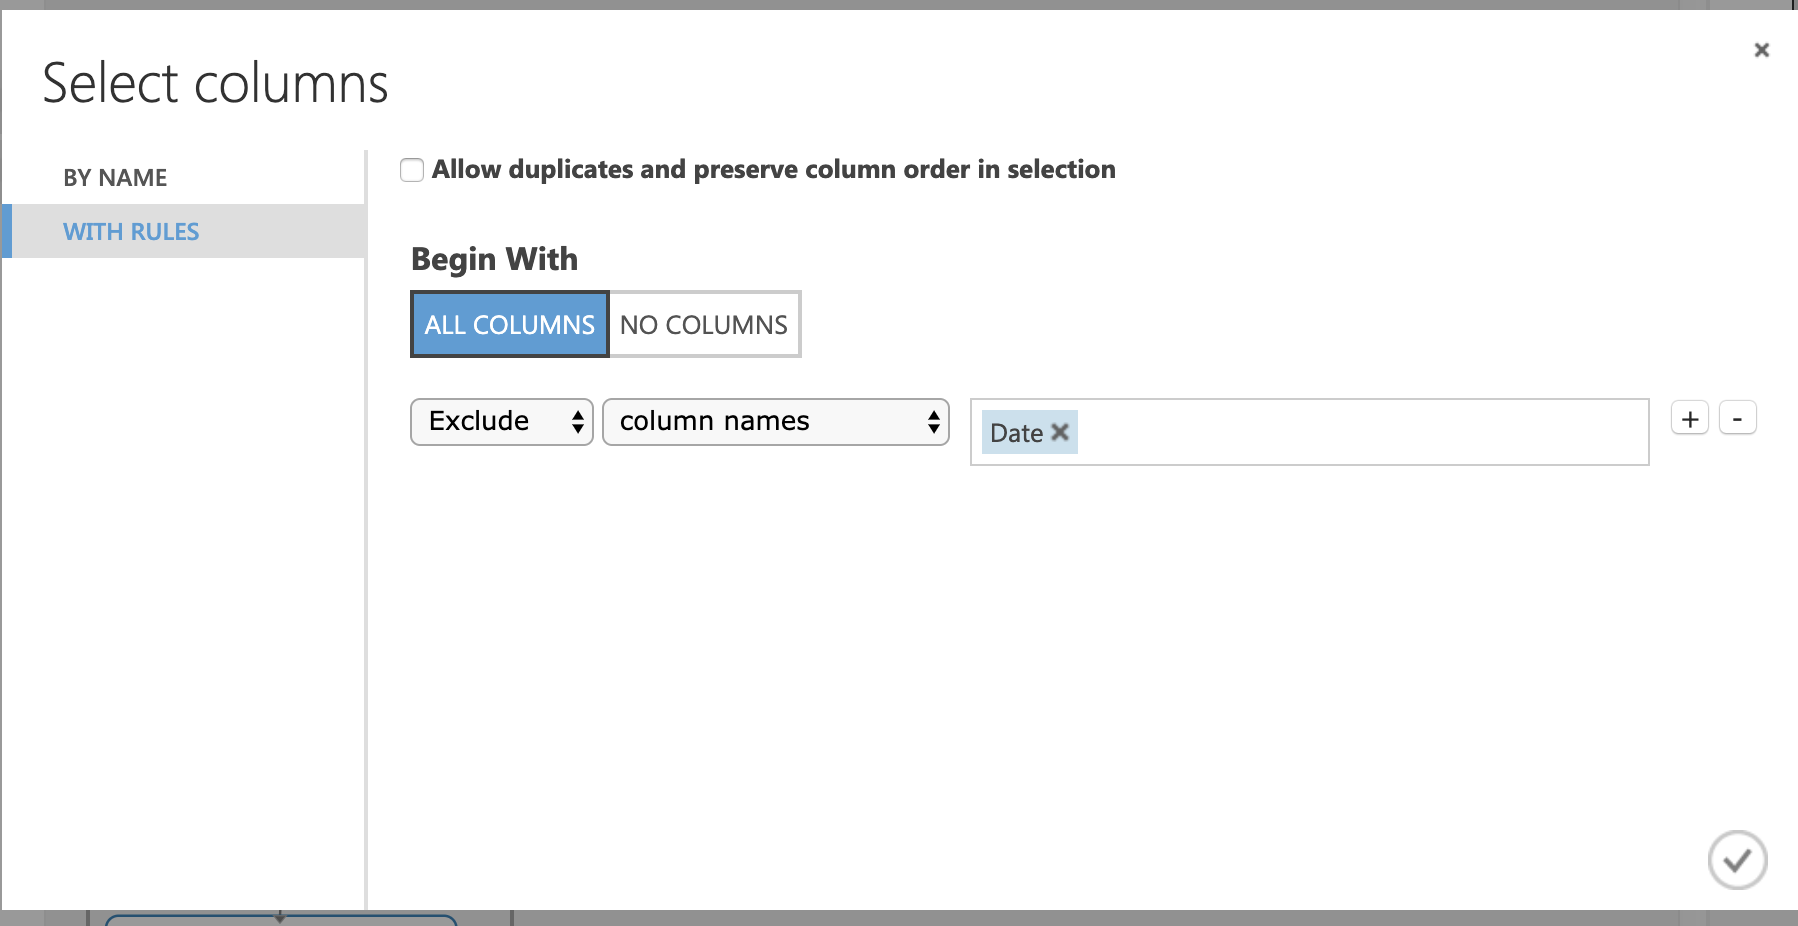 Select columns
BY NAME
WITH RULES
Allow duplicates and preserve column order in selection
Begin With
ALL COLUMNS NO COLUMNS
Exclude column names Date + -